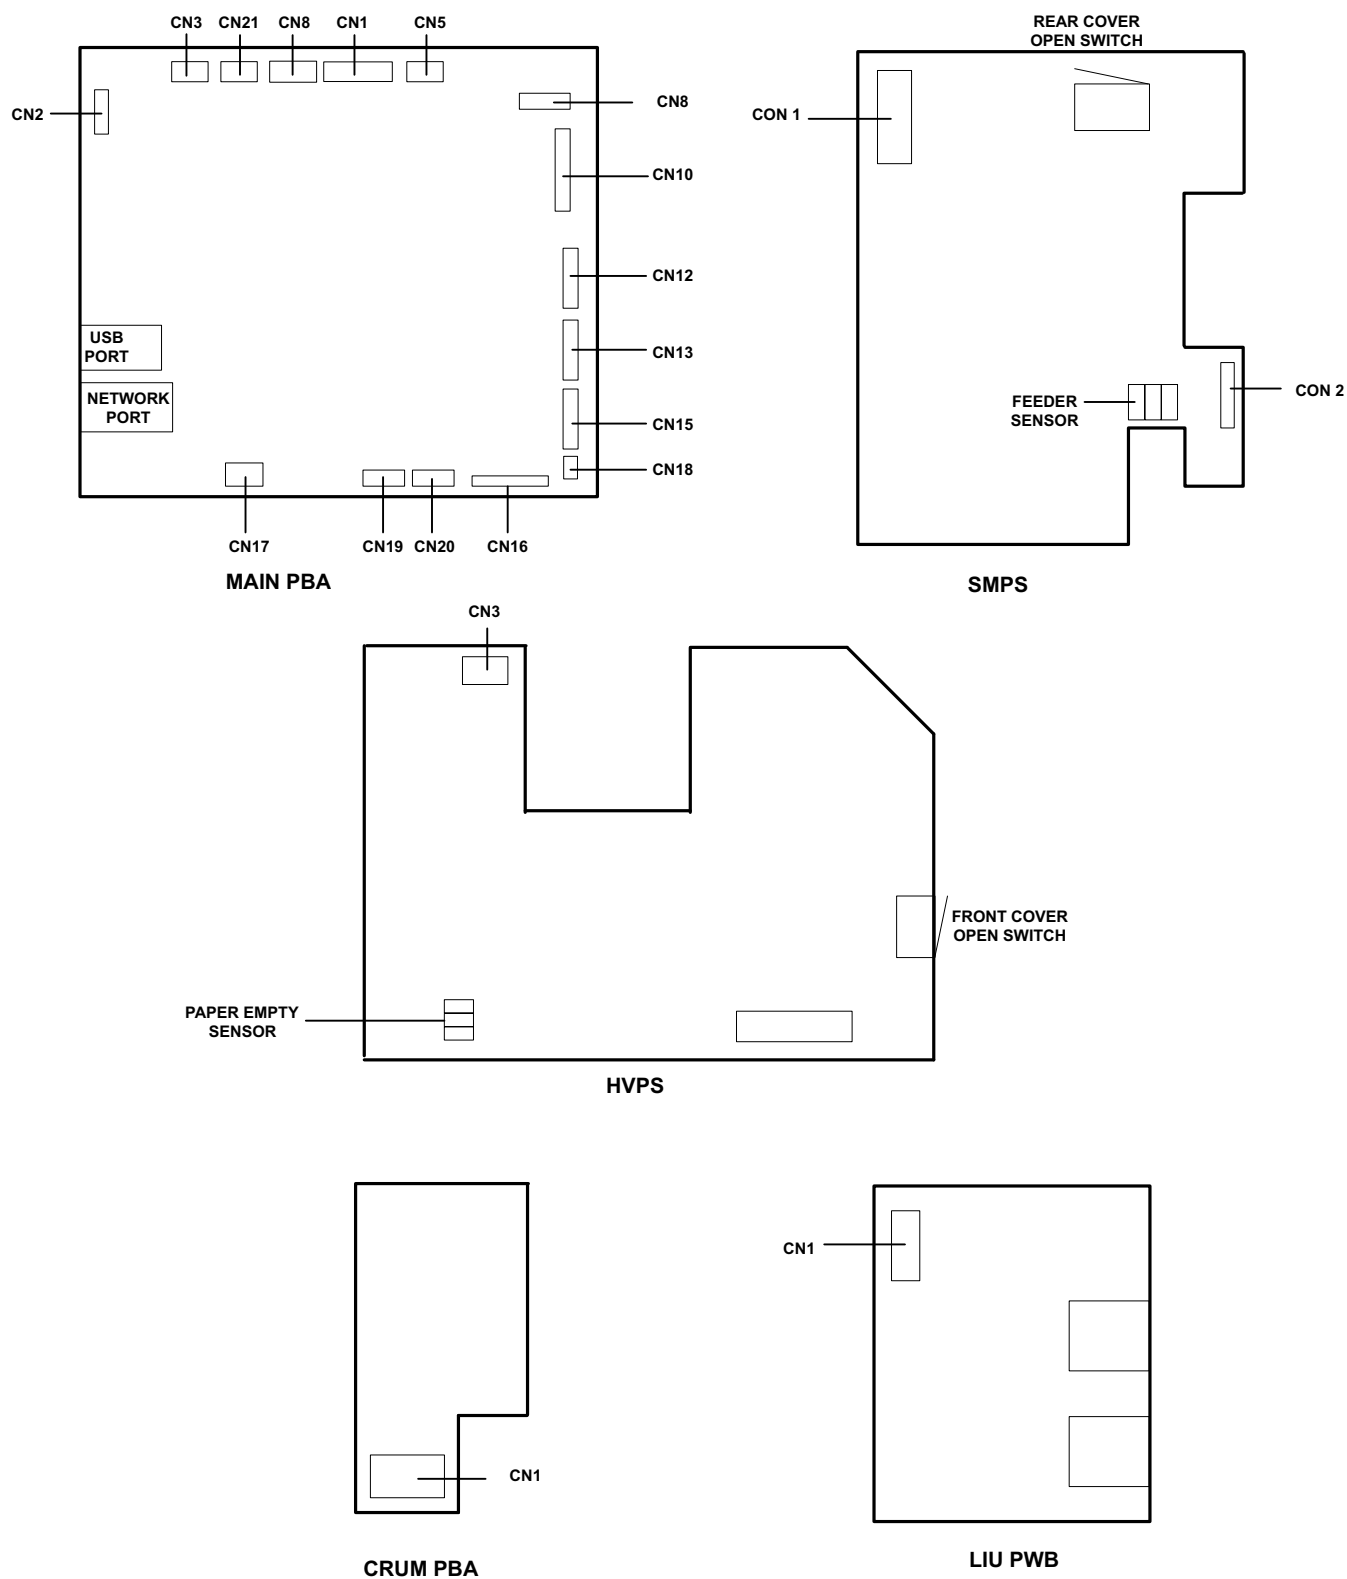 CN3 CN21 CN8 CN1 CN5
CN2
CN8
CN10
CN12
CN13
CN15
CN18
USB
PORT
NETWORK
PORT
CN17 CN19 CN20 CN16
MAIN PBA
REAR COVER
OPEN SWITCH
CON 1
FEEDER
SENSOR
CON 2
SMPS
CN3
FRONT COVER
OPEN SWITCH
PAPER EMPTY
SENSOR
HVPS
CN1
CRUM PBA
CN1
LIU PWB